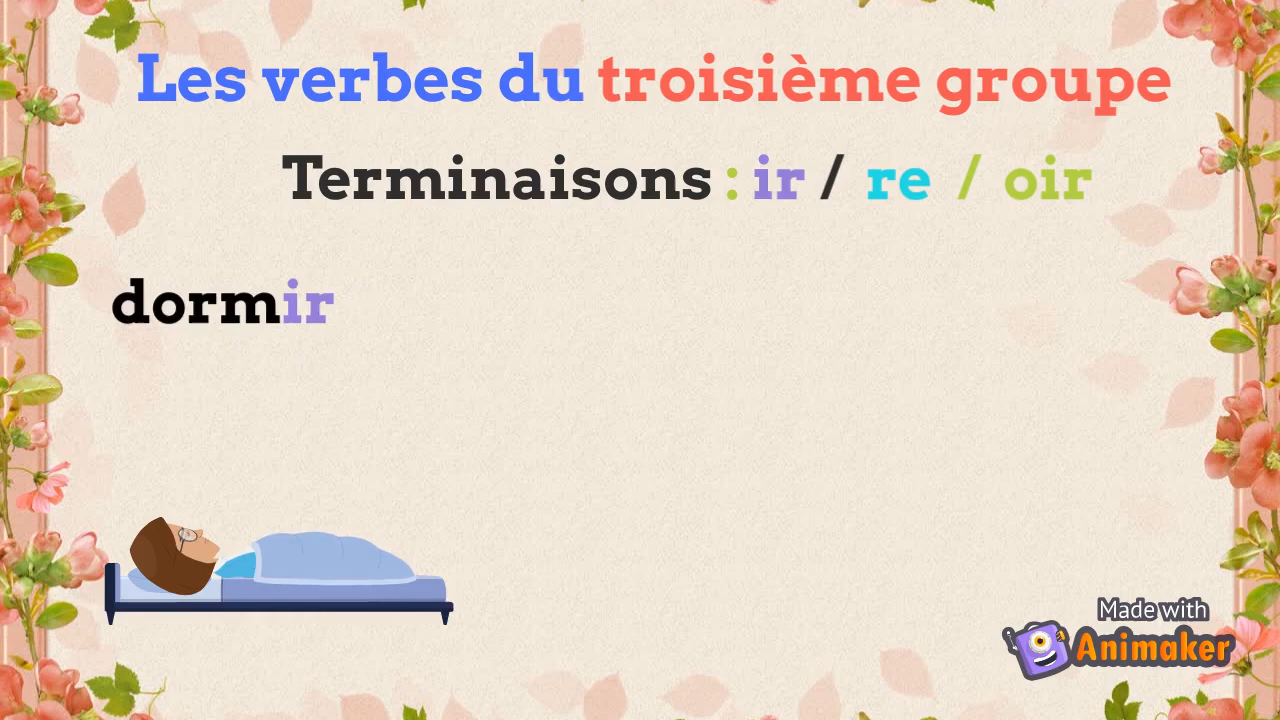 Les verbes du troisième groupe
Terminaisons : ir / re / oir
dormir
Made with
Animaker